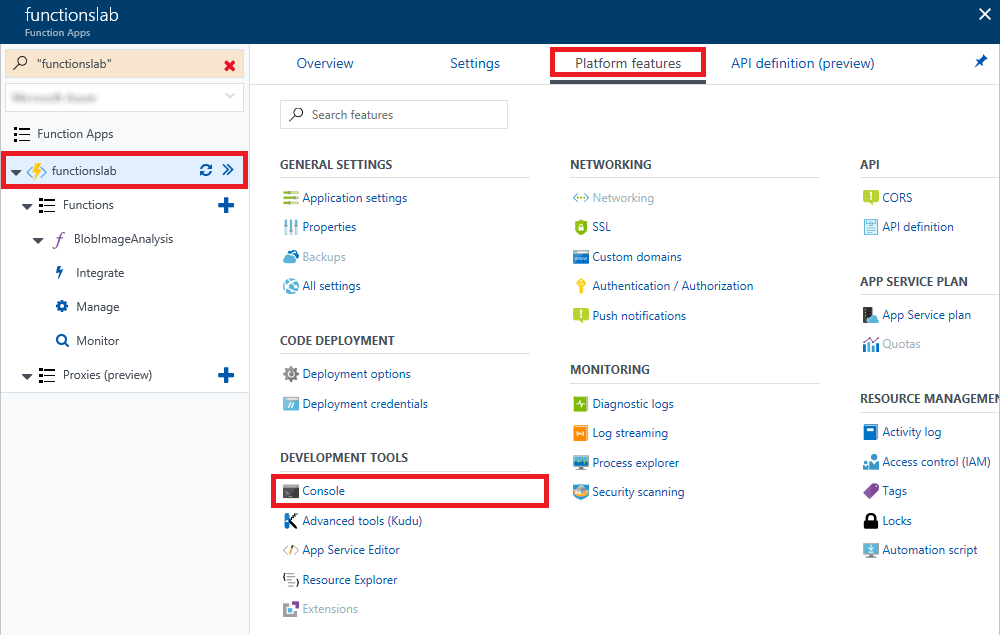 functionslab
Function Apps
"functionslab"
Function Apps
functionslab
Functions
BlobImageAnalysis
Integrate
Manage
Monitor
Proxies (preview)
Overview
Settings
Platform features
API definition (preview)
Search features
GENERAL SETTINGS
Application settings
Properties
Backups
All settings
CODE DEPLOYMENT
Deployment options
Deployment credentials
DEVELOPMENT TOOLS
Console
Advanced tools (Kudu)
App Service Editor
Resource Explorer
Extensions
NETWORKING
Networking
SSL
Custom domains
Authentication / Authorization
Push notifications
MONITORING
Diagnostic logs
Log streaming
Process explorer
Security scanning
API
CORS
API definition
APP SERVICE PLAN
App Service plan
Quotas
RESOURCE MANAGEMEN
Activity log
Access control (IAM)
Tags
Locks
Automation script